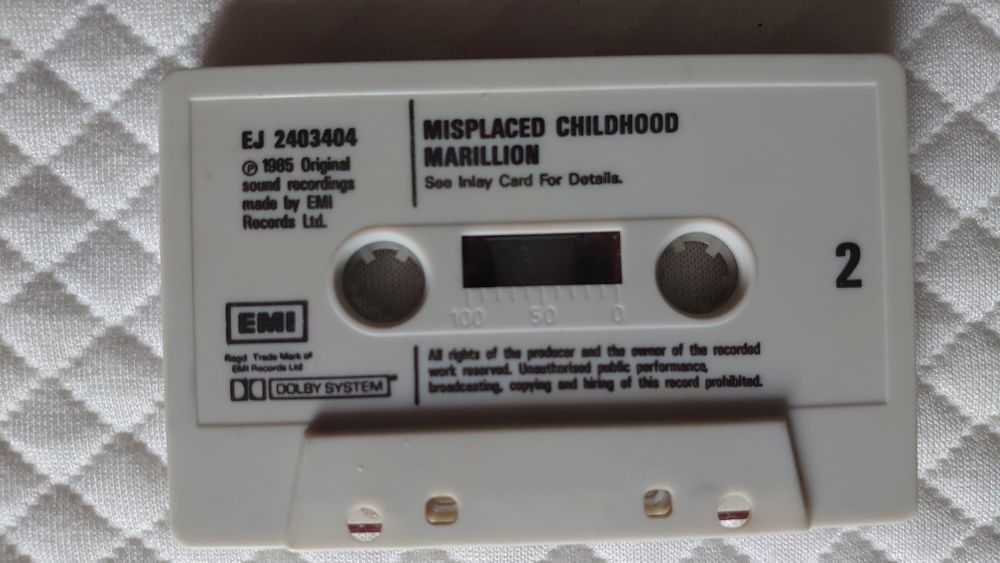 EJ 2403404
℗ 1985 Original
sound recordings
made by EMI
Records Ltd.
MISPLACED CHILDHOOD
MARILLION
See Inlay Card For Details.
2
100 50 0
EMI
Regd. Trade Mark of
EMI Records Ltd
DOLBY SYSTEM
All rights of the producer and the owner of the recorded
work reserved. Unauthorised public performance,
broadcasting, copying and hiring of this record prohibited.